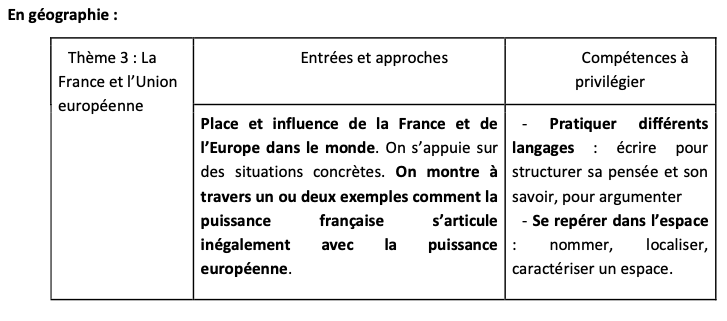 En géographie :
Thème 3 : La
France et l’Union
européenne
Entrées et approches
Compétences à
privilégier
Place et influence de la France et de
l’Europe dans le monde. On s’appuie sur
des situations concrètes. On montre à
travers un ou deux exemples comment la
puissance française s’articule
inégalement avec la puissance
européenne.
- Pratiquer différents
langages : écrire pour
structurer sa pensée et son
savoir, pour argumenter
- Se repérer dans l’espace
: nommer, localiser,
caractériser un espace.